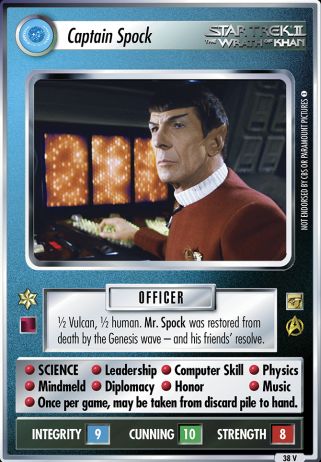 Captain Spock
STAR TREK II
THE WRATH OF KHAN
NOT ENDORSED BY CBS OR PARAMOUNT PICTURES
OFFICER
½ Vulcan, ½ human. Mr. Spock was restored from
death by the Genesis wave – and his friends' resolve.
SCIENCE Leadership Computer Skill Physics
Mindmeld Diplomacy Honor Music
Once per game, may be taken from discard pile to hand.
INTEGRITY 9 CUNNING 10 STRENGTH 8
38 V